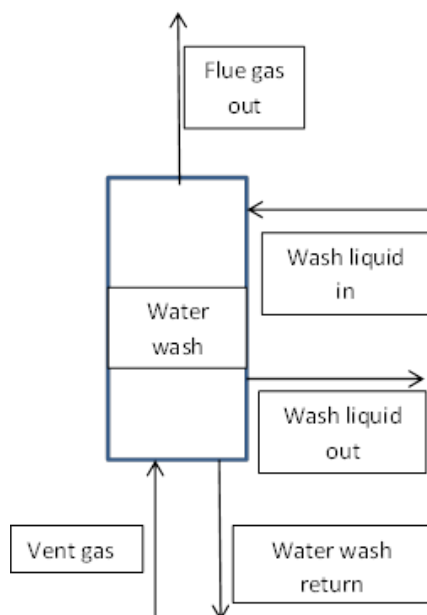 Flue gas
out
Wash liquid
in
Water
wash
Wash liquid
out
Vent gas
Water wash
return